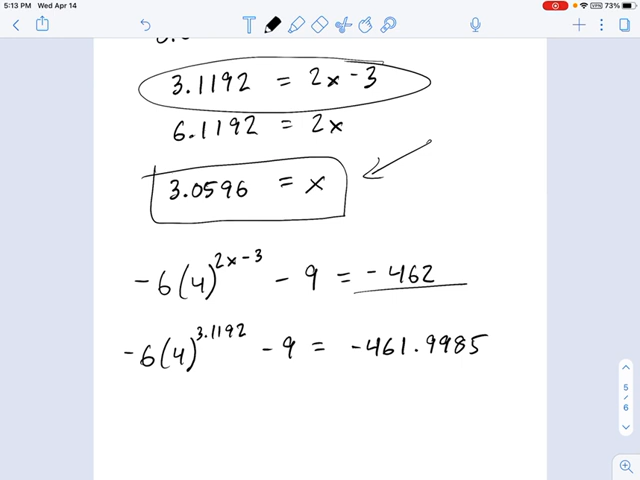 5:13 PM Wed Apr 14
VPN 73%
3.1192 = 2x - 3
6.1192 = 2x
3.0596 = x
-6(4)^{2x-3} - 9 = -462
-6(4)^{3.1192} - 9 = -461.9985
5
/
6